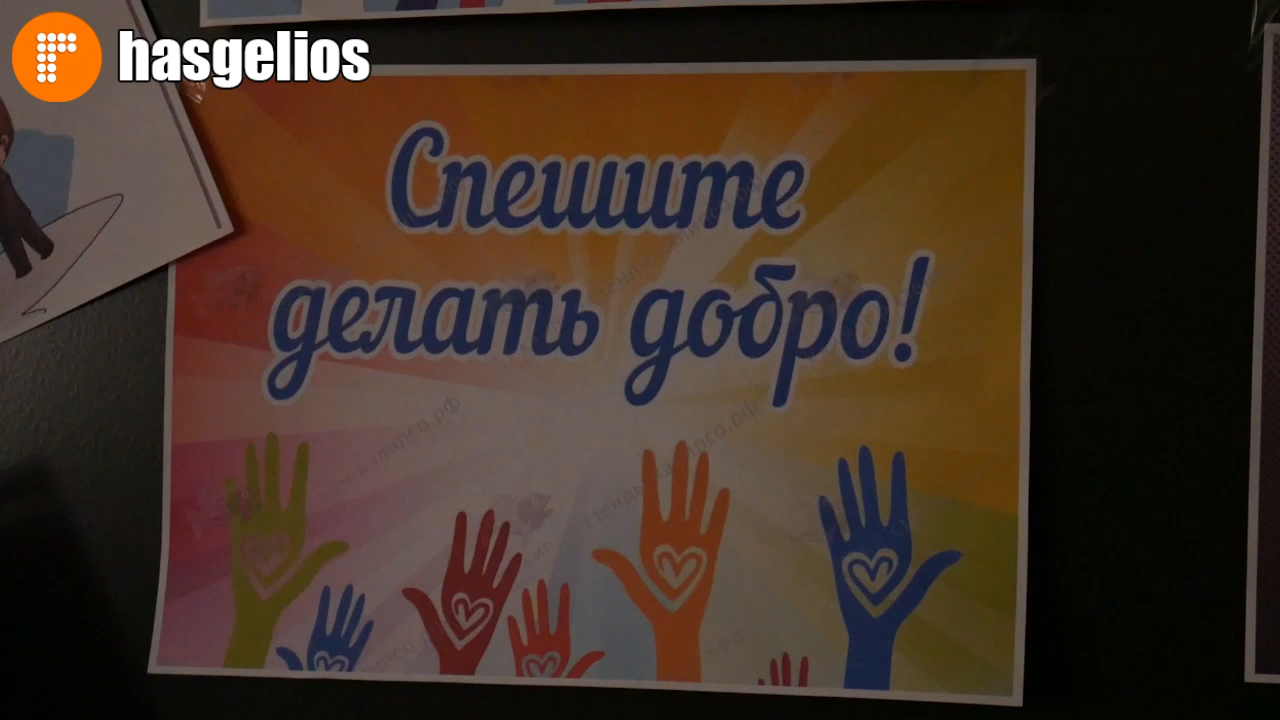 hasgelios
Спешите
делать добро!